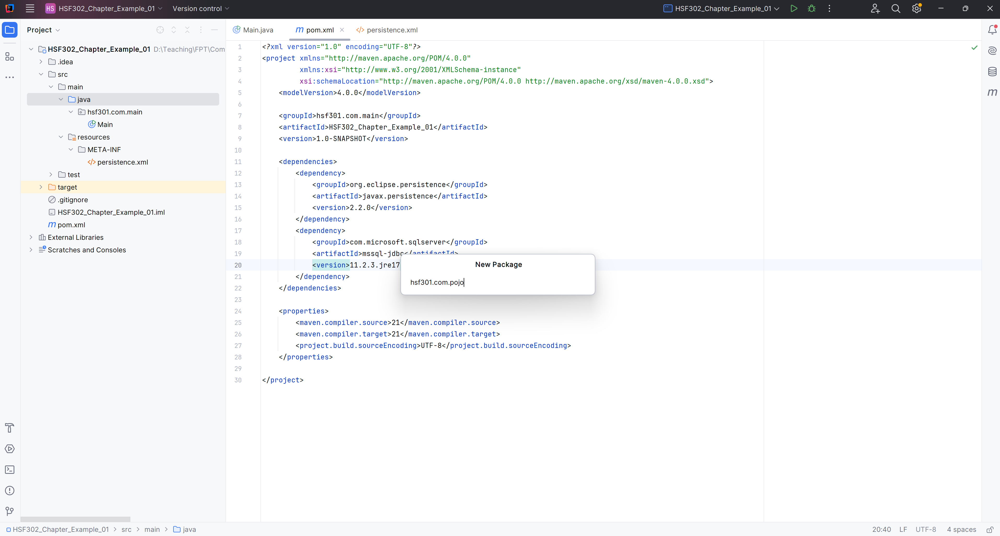 HS HSF302_Chapter_Example_01 Version control HSF302_Chapter_Example_01
Project
HSF302_Chapter_Example_01 D:\Teaching\FPT\Com
.idea
src
main
java
hsf301.com.main
Main
resources
META-INF
persistence.xml
test
target
.gitignore
HSF302_Chapter_Example_01.iml
m pom.xml
External Libraries
Scratches and Consoles
Main.java m pom.xml </> persistence.xml
1 <?xml version="1.0" encoding="UTF-8"?>
2 <project xmlns="http://maven.apache.org/POM/4.0.0"
3 xmlns:xsi="http://www.w3.org/2001/XMLSchema-instance"
4 xsi:schemaLocation="http://maven.apache.org/POM/4.0.0 http://maven.apache.org/xsd/maven-4.0.0.xsd">
5 <modelVersion>4.0.0</modelVersion>
6
7 <groupId>hsf301.com.main</groupId>
8 <artifactId>HSF302_Chapter_Example_01</artifactId>
9 <version>1.0-SNAPSHOT</version>
10
11 <dependencies>
12 <dependency>
13 <groupId>org.eclipse.persistence</groupId>
14 <artifactId>javax.persistence</artifactId>
15 <version>2.2.0</version>
16 </dependency>
17 <dependency>
18 <groupId>com.microsoft.sqlserver</groupId>
19 <artifactId>mssql-jdbc</artifactId>
20 <version>11.2.3.jre17
21 </dependency>
22 </dependencies>
23
24 <properties>
25 <maven.compiler.source>21</maven.compiler.source>
26 <maven.compiler.target>21</maven.compiler.target>
27 <project.build.sourceEncoding>UTF-8</project.build.sourceEncoding>
28 </properties>
29
30 </project>
New Package
hsf301.com.pojo
m
HSF302_Chapter_Example_01 > src > main > java 20:40 LF UTF-8 4 spaces